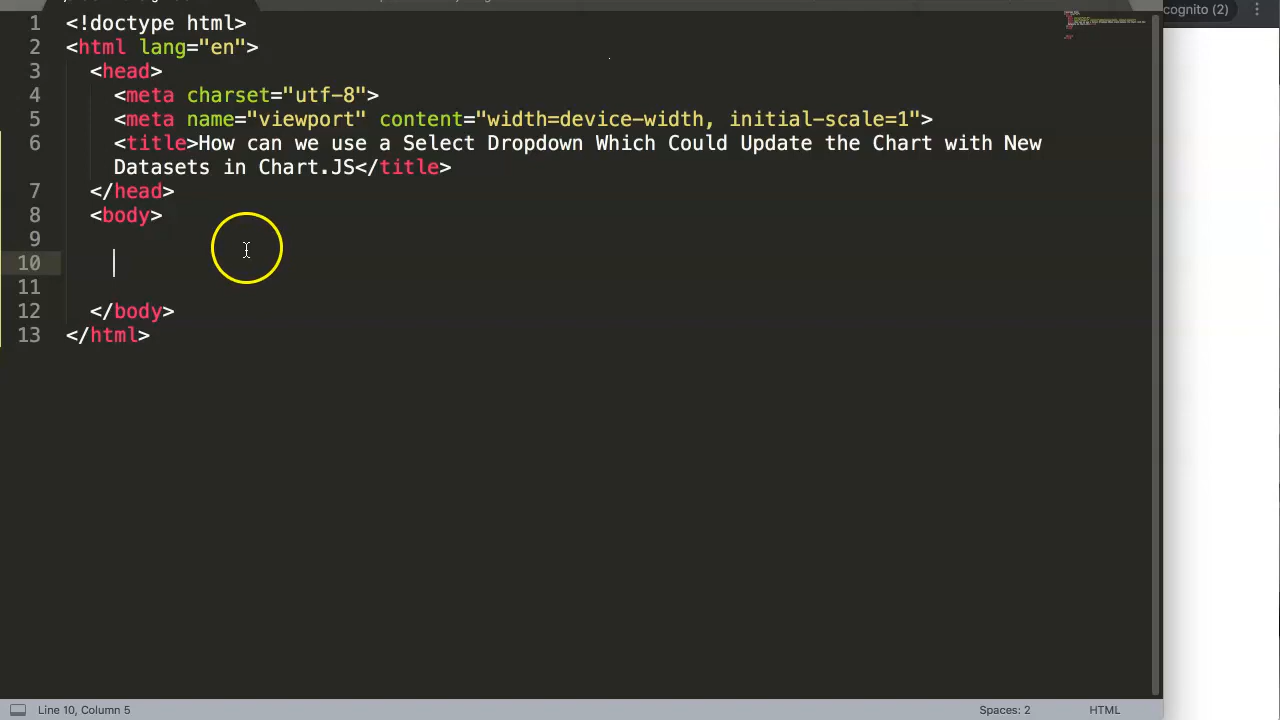 cognito (2)
1 <!doctype html>
2 <html lang="en">
3 <head>
4 <meta charset="utf-8">
5 <meta name="viewport" content="width=device-width, initial-scale=1">
6 <title>How can we use a Select Dropdown Which Could Update the Chart with New
Datasets in Chart.JS</title>
7 </head>
8 <body>
9
10
11
12 </body>
13 </html>
Line 10, Column 5 Spaces: 2 HTML